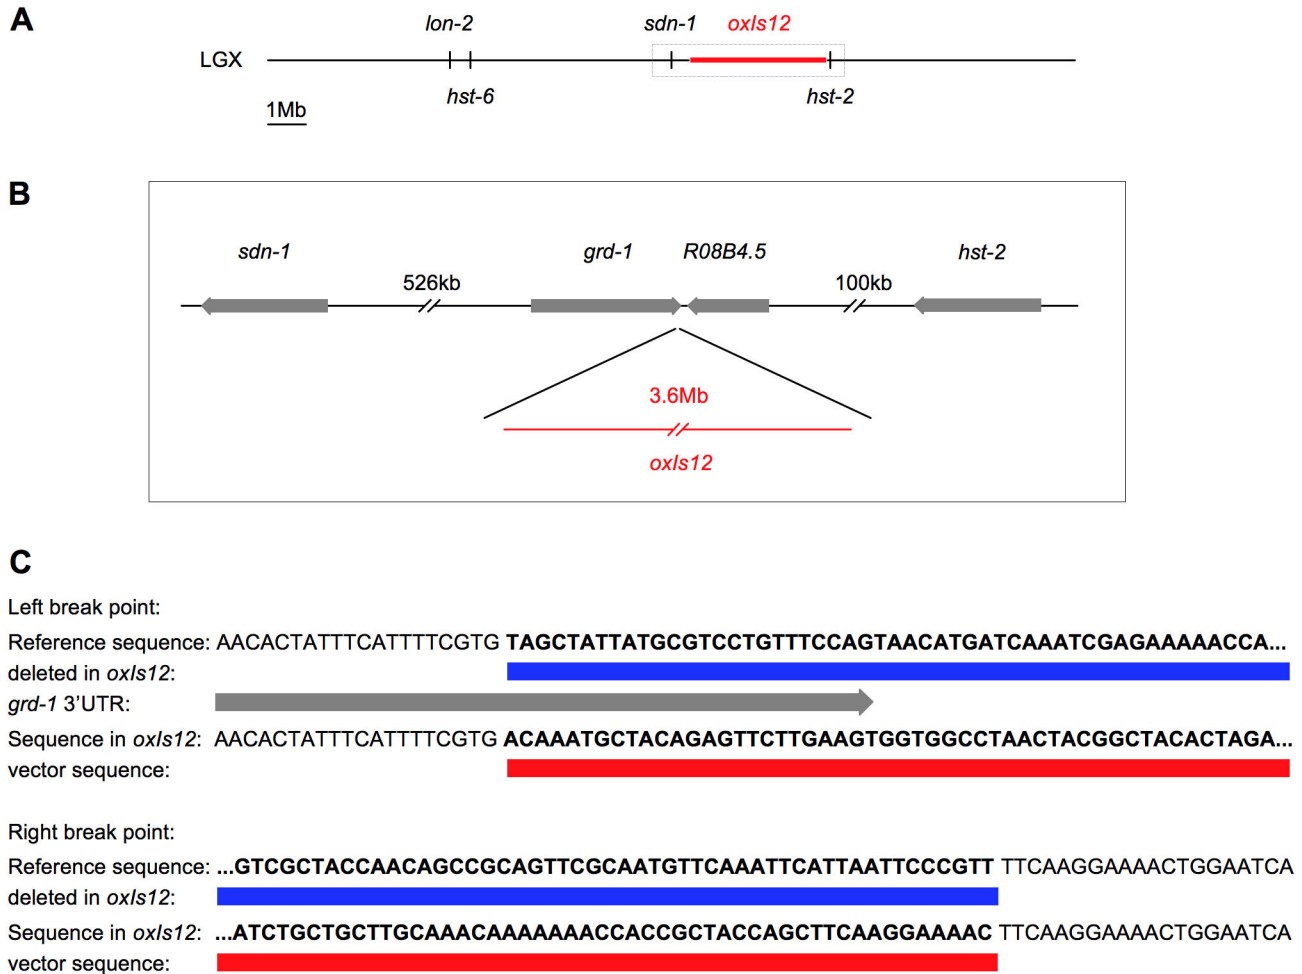 A
lon-2 sdn-1 oxIs12
LGX
hst-6 hst-2
1Mb
B
sdn-1 grd-1 R08B4.5 hst-2
526kb 100kb
3.6Mb
oxIs12
C
Left break point:
Reference sequence: AACACTATTTCATTTTCGTG TAGCTATTATGCGTCCTGTTTCCAGTAACATGATCAAATCGAGAAAAACCA...
deleted in oxIs12:
grd-1 3'UTR:
Sequence in oxIs12: AACACTATTTCATTTTCGTG ACAAATGCTACAGAGTTCTTGAAGTGGTGGCCTAACTACGGCTACACTAGA...
vector sequence:
Right break point:
Reference sequence: ...GTCGCTACCAACAGCCGCAGTTCGCAATGTTCAAATTCATTAATTCCCGTT TTCAAGGAAAACTGGAATCA
deleted in oxIs12:
Sequence in oxIs12: ...ATCTGCTGCTTGCAAACAAAAAAACCACCGCTACCAGCTTCAAGGAAAAC TTCAAGGAAAACTGGAATCA
vector sequence: